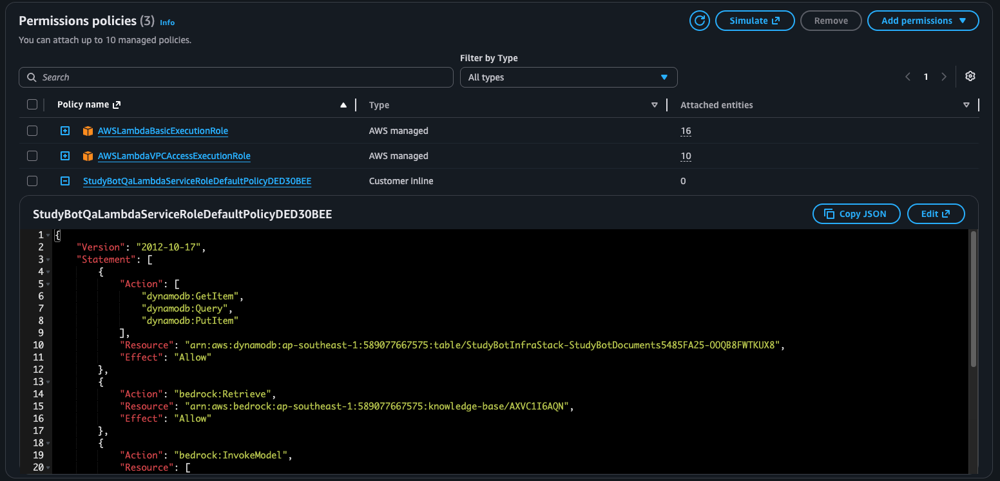 Permissions policies (3) Info
Simulate
Remove
Add permissions
You can attach up to 10 managed policies.
Filter by Type
Search
All types
1
Policy name
Type
Attached entities
AWSLambdaBasicExecutionRole
AWS managed
16
AWSLambdaVPCAccessExecutionRole
AWS managed
10
StudyBotQaLambdaServiceRoleDefaultPolicyDED30BEE
Customer inline
0
StudyBotQaLambdaServiceRoleDefaultPolicyDED30BEE
Copy JSON
Edit
1 {
2 "Version": "2012-10-17",
3 "Statement": [
4 {
5 "Action": [
6 "dynamodb:GetItem",
7 "dynamodb:Query",
8 "dynamodb:PutItem"
9 ],
10 "Resource": "arn:aws:dynamodb:ap-southeast-1:589077667575:table/StudyBotInfraStack-StudyBotDocuments5485FA25-OOQB8FWTKUX8",
11 "Effect": "Allow"
12 },
13 {
14 "Action": "bedrock:Retrieve",
15 "Resource": "arn:aws:bedrock:ap-southeast-1:589077667575:knowledge-base/AXVC1I6AQN",
16 "Effect": "Allow"
17 },
18 {
19 "Action": "bedrock:InvokeModel",
20 "Resource": [